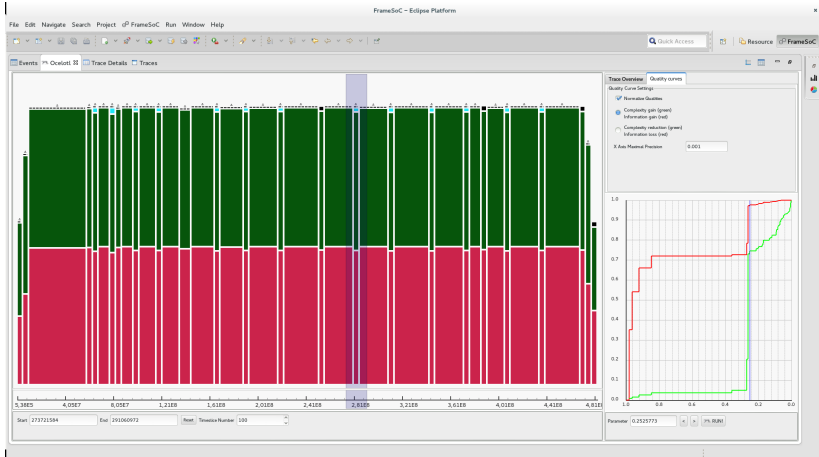 FrameSoC – Eclipse Platform
File Edit Navigate Search Project FrameSoC Run Window Help
Quick Access
Resource
FrameSoC
Events
Ocelotl
Trace Details
Traces
Trace Overview
Quality curves
Quality Curve Settings
Normalize Qualities
Complexity gain (green)
Information gain (red)
Complexity reduction (green)
Information loss (red)
X Axis Maximal Precision 0.001
1.0
0.9
0.8
0.7
0.6
0.5
0.4
0.3
0.2
0.1
0.0
1.0 0.8 0.6 0.4 0.2 0.0
5,38E5 4,05E7 8,05E7 1,21E8 1,61E8 2,01E8 2,41E8 2,81E8 3,21E8 3,61E8 4,01E8 4,41E8 4,81E
Start 273721584 End 291060972 Reset Timeslice Number 100
Parameter 0.2525773 < > RUN!